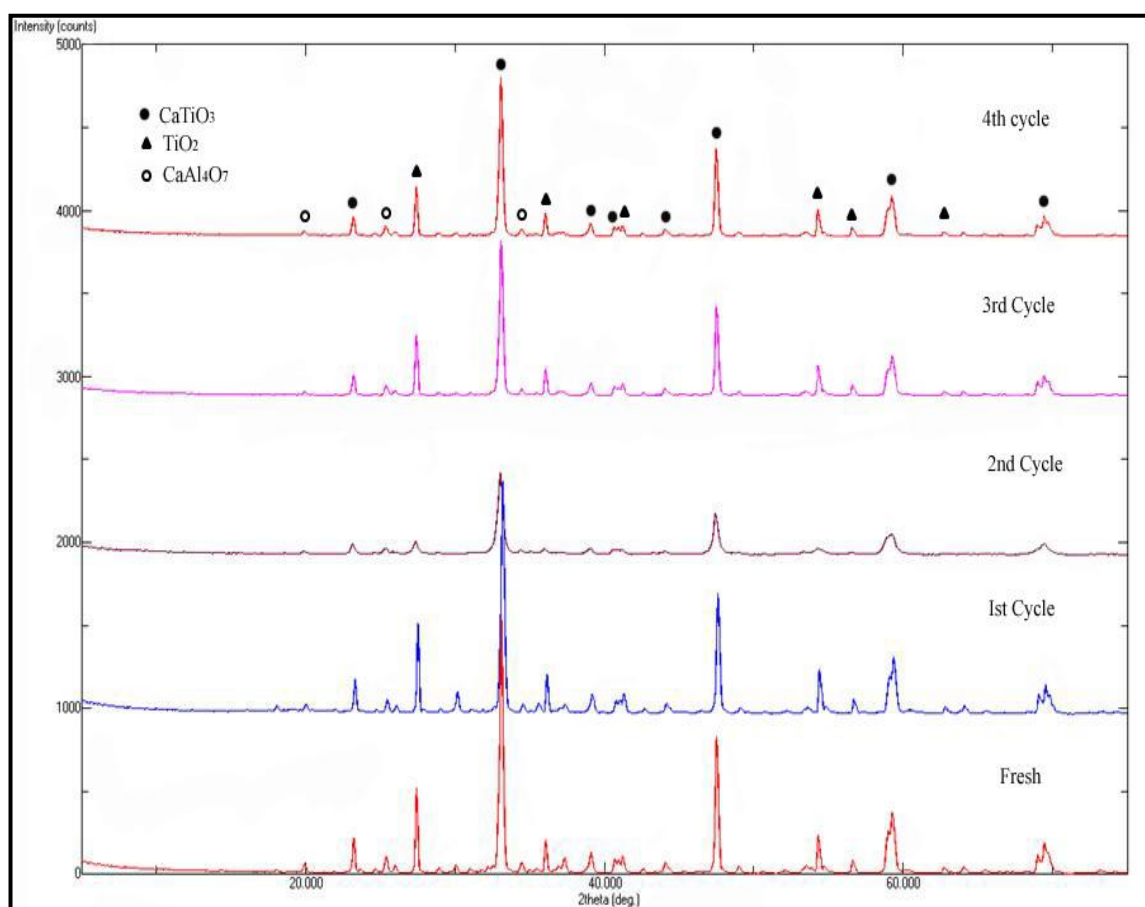 Intensity (counts)
5000
● CaTiO3
▲ TiO2
○ CaAl4O7
4th cycle
4000
3rd Cycle
3000
2nd Cycle
2000
Ist Cycle
1000
Fresh
0
20.000 40.000 60.000
2theta (deg.)